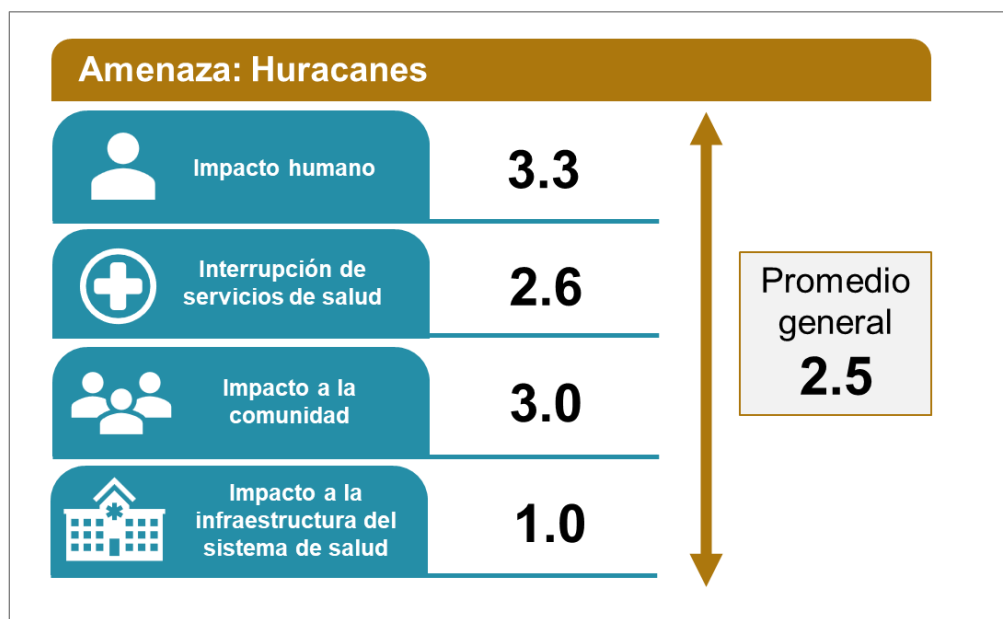 Amenaza: Huracanes
Impacto humano
3.3
Interrupción de
servicios de salud
2.6
Impacto a la
comunidad
3.0
Impacto a la
infraestructura del
sistema de salud
1.0
Promedio
general
2.5